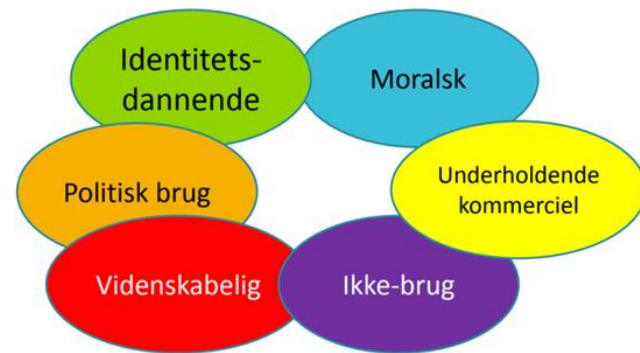 Identitets-
dannende
Moralsk
Politisk brug
Underholdende
kommerciel
Videnskabelig
Ikke-brug